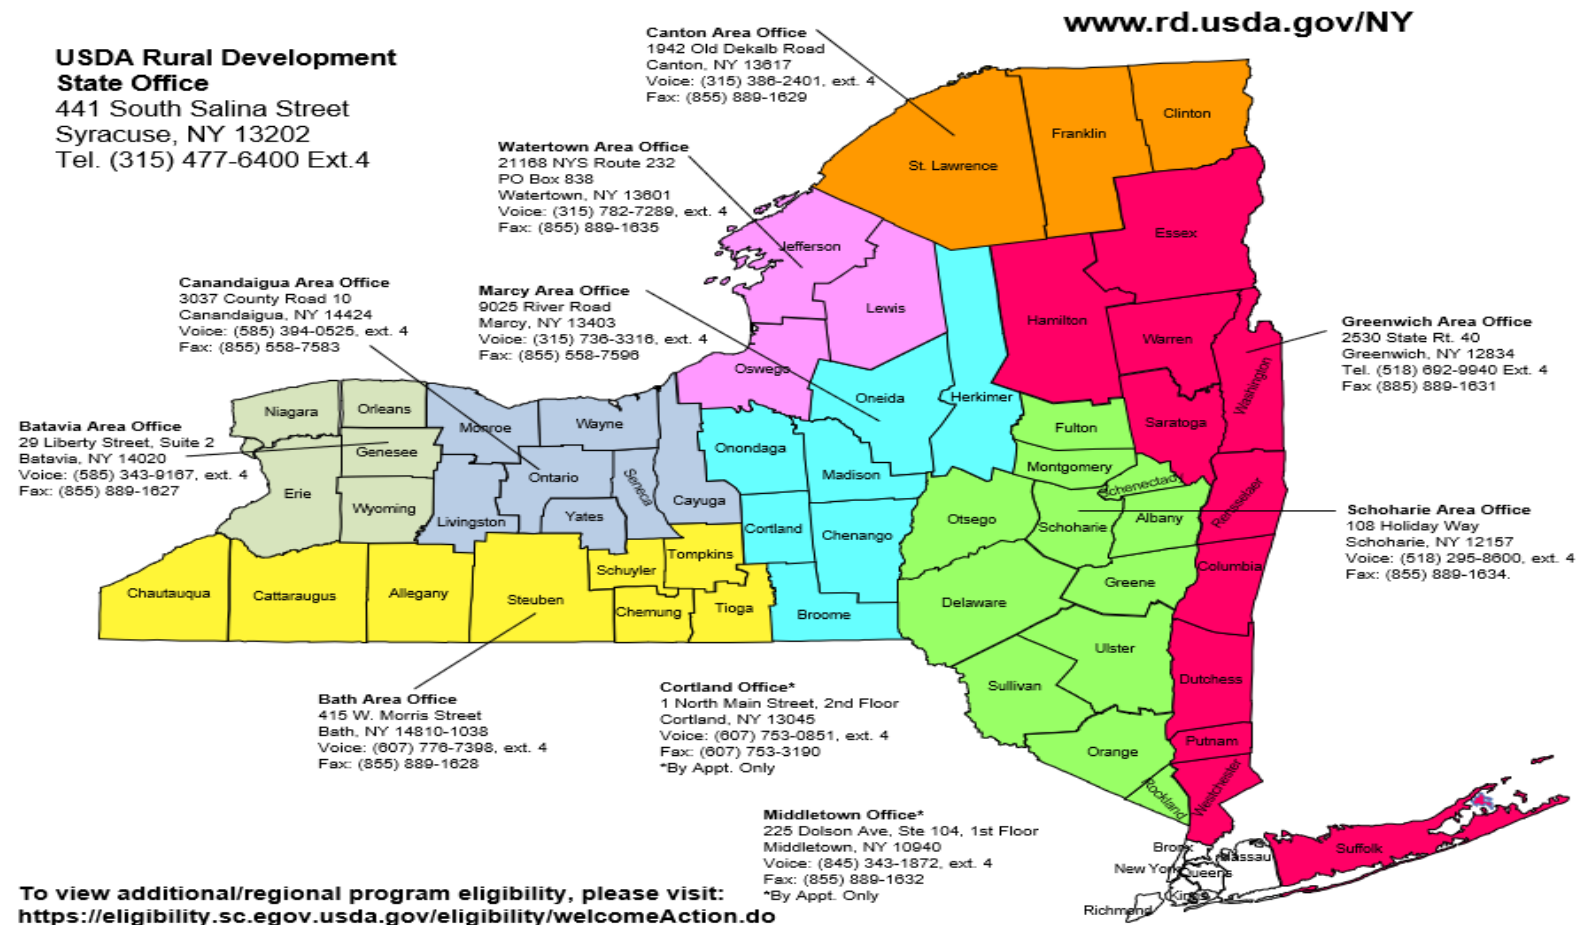 www.rd.usda.gov/NY
USDA Rural Development
State Office
441 South Salina Street
Syracuse, NY 13202
Tel. (315) 477-6400 Ext.4
Canton Area Office
1942 Old Dekalb Road
Canton, NY 13617
Voice: (315) 386-2401, ext. 4
Fax: (855) 889-1629
Watertown Area Office
21168 NYS Route 232
PO Box 838
Watertown, NY 13601
Voice: (315) 782-7289, ext. 4
Fax: (855) 889-1635
Canandaigua Area Office
3037 County Road 10
Canandaigua, NY 14424
Voice: (585) 394-0525, ext. 4
Fax: (855) 558-7583
Marcy Area Office
9025 River Road
Marcy, NY 13403
Voice: (315) 736-3316, ext. 4
Fax: (855) 558-7596
Greenwich Area Office
2530 State Rt. 40
Greenwich, NY 12834
Tel. (518) 692-9940 Ext. 4
Fax (885) 889-1631
Batavia Area Office
29 Liberty Street, Suite 2
Batavia, NY 14020
Voice: (585) 343-9167, ext. 4
Fax: (855) 889-1627
Schoharie Area Office
108 Holiday Way
Schoharie, NY 12157
Voice: (518) 295-8600, ext. 4
Fax: (855) 889-1634.
Clinton
Franklin
St. Lawrence
Essex
Jefferson
Lewis
Hamilton
Warren
Washington
Oswego
Oneida
Herkimer
Niagara
Orleans
Monroe
Wayne
Fulton
Saratoga
Genesee
Onondaga
Madison
Montgomery
Schenectady
Erie
Wyoming
Livingston
Ontario
Yates
Seneca
Cayuga
Cortland
Chenango
Otsego
Schoharie
Albany
Rensselaer
Chautauqua
Cattaraugus
Allegany
Steuben
Schuyler
Tompkins
Chemung
Tioga
Broome
Delaware
Greene
Columbia
Ulster
Sullivan
Dutchess
Orange
Putnam
Rockland
Westchester
Bronx
New York
Nassau
Queens
Kings
Richmond
Suffolk
Bath Area Office
415 W. Morris Street
Bath, NY 14810-1038
Voice: (607) 776-7398, ext. 4
Fax: (855) 889-1628
Cortland Office*
1 North Main Street, 2nd Floor
Cortland, NY 13045
Voice: (607) 753-0851, ext. 4
Fax: (607) 753-3190
*By Appt. Only
Middletown Office*
225 Dolson Ave, Ste 104, 1st Floor
Middletown, NY 10940
Voice: (845) 343-1872, ext. 4
Fax: (855) 889-1632
*By Appt. Only
To view additional/regional program eligibility, please visit:
https://eligibility.sc.egov.usda.gov/eligibility/welcomeAction.do